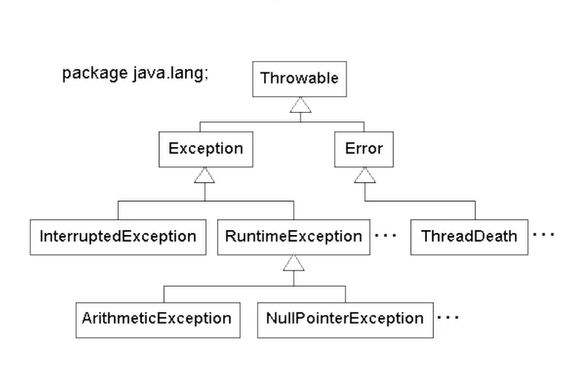 package java.lang;
Throwable
Exception
Error
InterruptedException
RuntimeException
...
ThreadDeath
...
ArithmeticException
NullPointerException
...